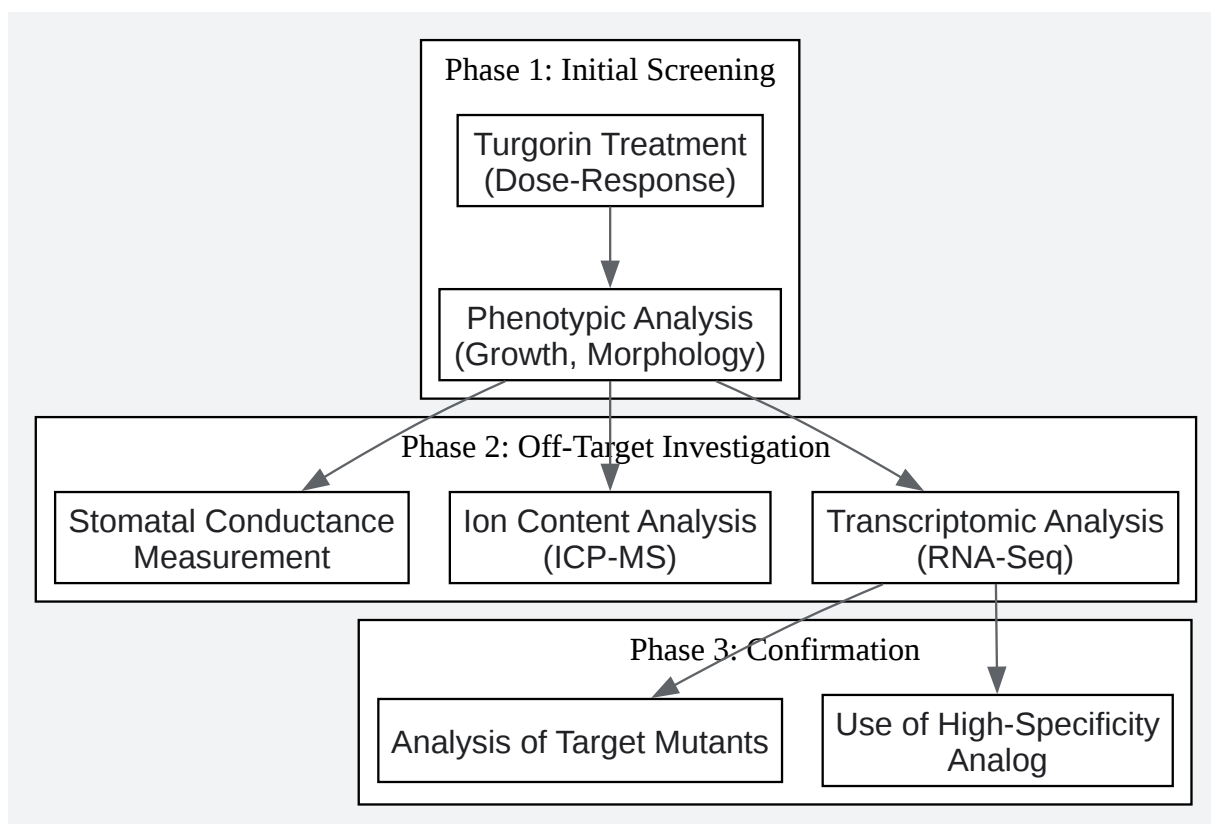 Phase 1: Initial Screening
Turgorin Treatment
(Dose-Response)
Phenotypic Analysis
(Growth, Morphology)
Phase 2: Off-Target Investigation
Stomatal Conductance
Measurement
Ion Content Analysis
(ICP-MS)
Transcriptomic Analysis
(RNA-Seq)
Phase 3: Confirmation
Analysis of Target Mutants
Use of High-Specificity
Analog